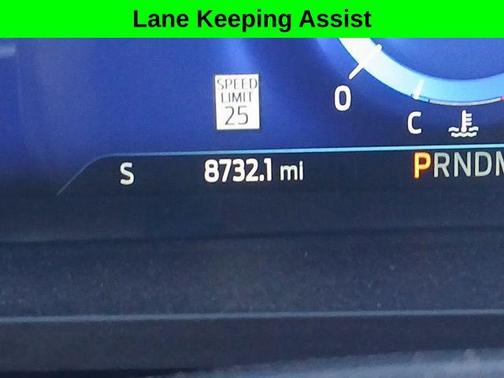 Lane Keeping Assist
SPEED
LIMIT
25
0
C
S
8732.1 mi
PRNDM